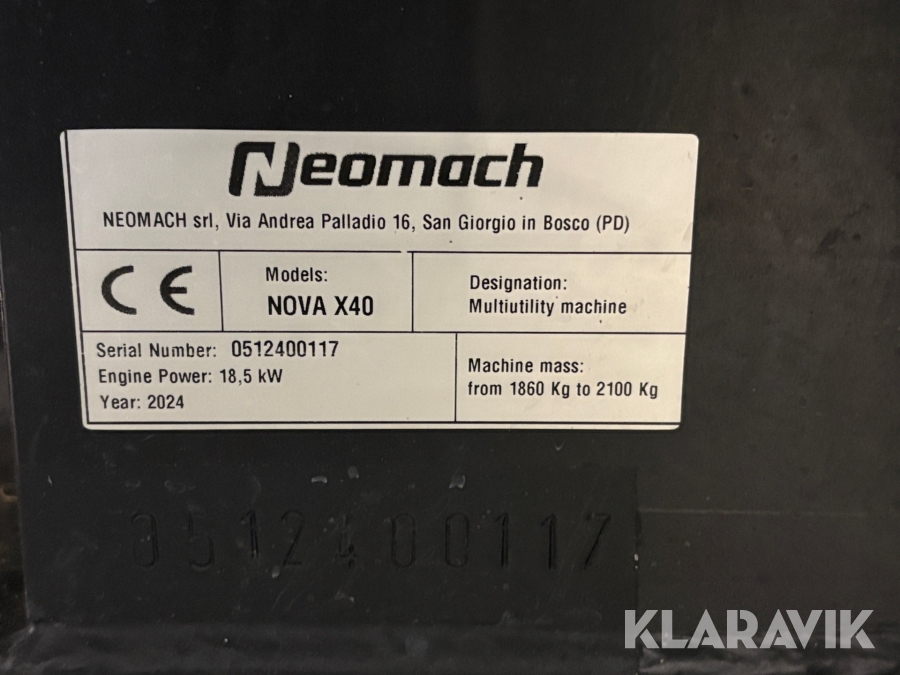 Neomach
NEOMACH srl, Via Andrea Palladio 16, San Giorgio in Bosco (PD)
CE
Models:
NOVA X40
Designation:
Multiutility machine
Serial Number: 0512400117
Engine Power: 18,5 kW
Year: 2024
Machine mass:
from 1860 Kg to 2100 Kg
0512400117
KLARAVIK